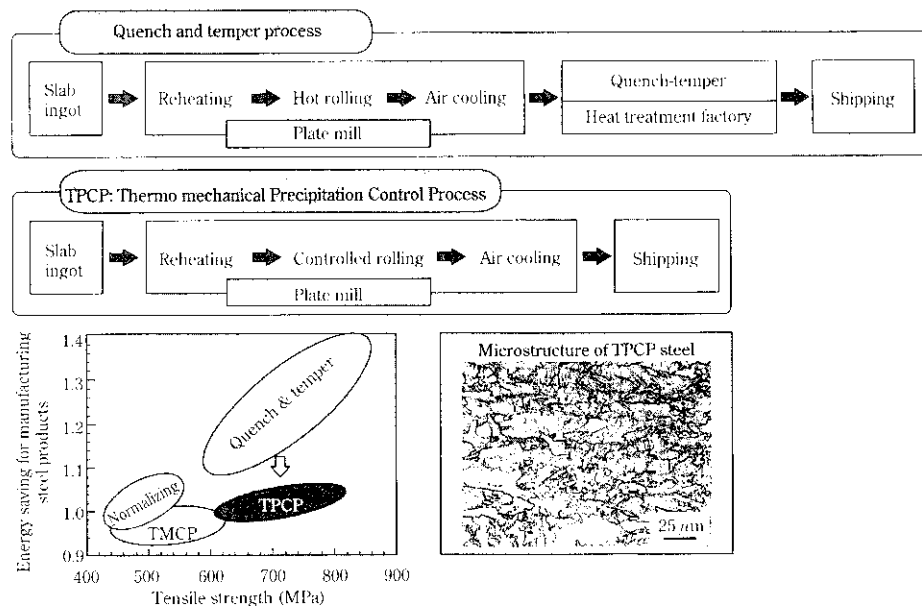 Quench and temper process
Slab
ingot
Reheating
Hot rolling
Air cooling
Plate mill
Quench-temper
Heat treatment factory
Shipping
TPCP: Thermo mechanical Precipitation Control Process
Slab
ingot
Reheating
Controlled rolling
Air cooling
Plate mill
Shipping
Energy saving for manufacturing
steel products
1.4
1.3
1.2
1.1
1.0
0.9
Quench & temper
Normalizing
TPCP
TMCP
400 500 600 700 800 900
Tensile strength (MPa)
Microstructure of TPCP steel
25 μm